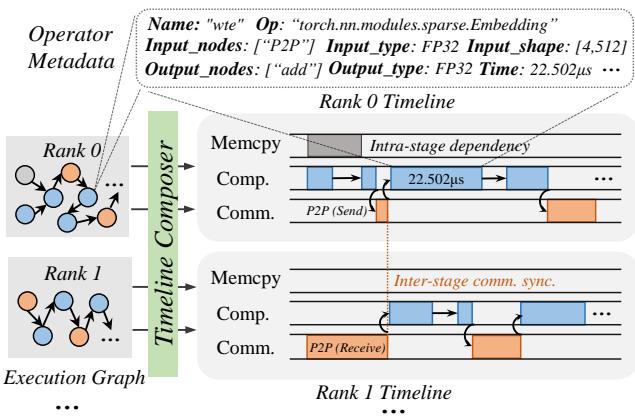 Operator
Metadata
Name: "wte" Op: “torch.nn.modules.sparse.Embedding”
Input_nodes: [“P2P”] Input_type: FP32 Input_shape: [4,512]
Output_nodes: [“add”] Output_type: FP32 Time: 22.502μs ...
Rank 0 Timeline
Rank 0
...
Timeline Composer
Memcpy
Intra-stage dependency
Comp.
22.502μs
...
Comm.
P2P (Send)
Rank 1
...
Memcpy
Inter-stage comm. sync.
Comp.
...
Comm.
P2P (Receive)
Execution Graph
...
Rank 1 Timeline
...